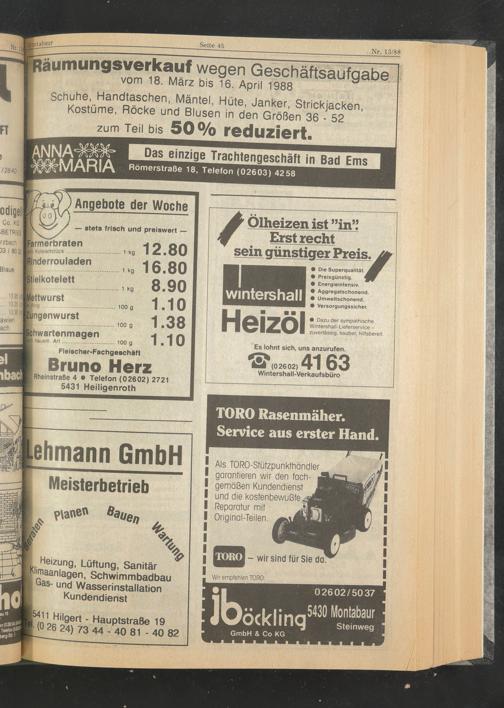 Montabaur
Seite 45
Nr. 13/88
Räumungsverkauf wegen Geschäftsaufgabe
vom 18. März bis 16. April 1988
Schuhe, Handtaschen, Mäntel, Hüte, Janker, Strickjacken,
Kostüme, Röcke und Blusen in den Größen 36 - 52
zum Teil bis 50% reduziert.
ANNA
MARIA
Das einzige Trachtengeschäft in Bad Ems
Römerstraße 18, Telefon (02603) 4258
Angebote der Woche
— stets frisch und preiswert —
Farmerbraten
1 kg 12.80
Rinderrouladen
1 kg 16.80
Stielkotelett
1 kg 8.90
Mettwurst
100 g 1.10
Zungenwurst
100 g 1.38
Schwartenmagen
100 g 1.10
Fleischer-Fachgeschäft
Bruno Herz
Rheinstraße 4 • Telefon (02602) 2721
5431 Heiligenroth
Ölheizen ist "in".
Erst recht
sein günstiger Preis.
wintershall
Heizöl
• Die Superqualität.
• Preisgünstig.
• Energieintensiv.
• Aggregatschonend.
• Umweltschonend.
• Versorgungssicher.
• Dazu der sympathische
Wintershall-Lieferservice –
zuverlässig, sauber, hilfsbereit.
Es lohnt sich, uns anzurufen.
(02602) 4163
Wintershall-Verkaufsbüro
Lehmann GmbH
Meisterbetrieb
Beraten Planen Bauen Wartung
Heizung, Lüftung, Sanitär
Klimaanlagen, Schwimmbadbau
Gas- und Wasserinstallation
Kundendienst
5411 Hilgert - Hauptstraße 19
(0 26 24) 73 44 - 40 81 - 40 82
TORO Rasenmäher.
Service aus erster Hand.
Als TORO-Stützpunkthändler
garantieren wir den fach-
gemäßen Kundendienst
und die kostenbewußte
Reparatur mit
Original-Teilen.
TORO – wir sind für Sie da.
Wir empfehlen TORO:
02602/5037
jböckling 5430 Montabaur
GmbH & Co KG
Steinweg